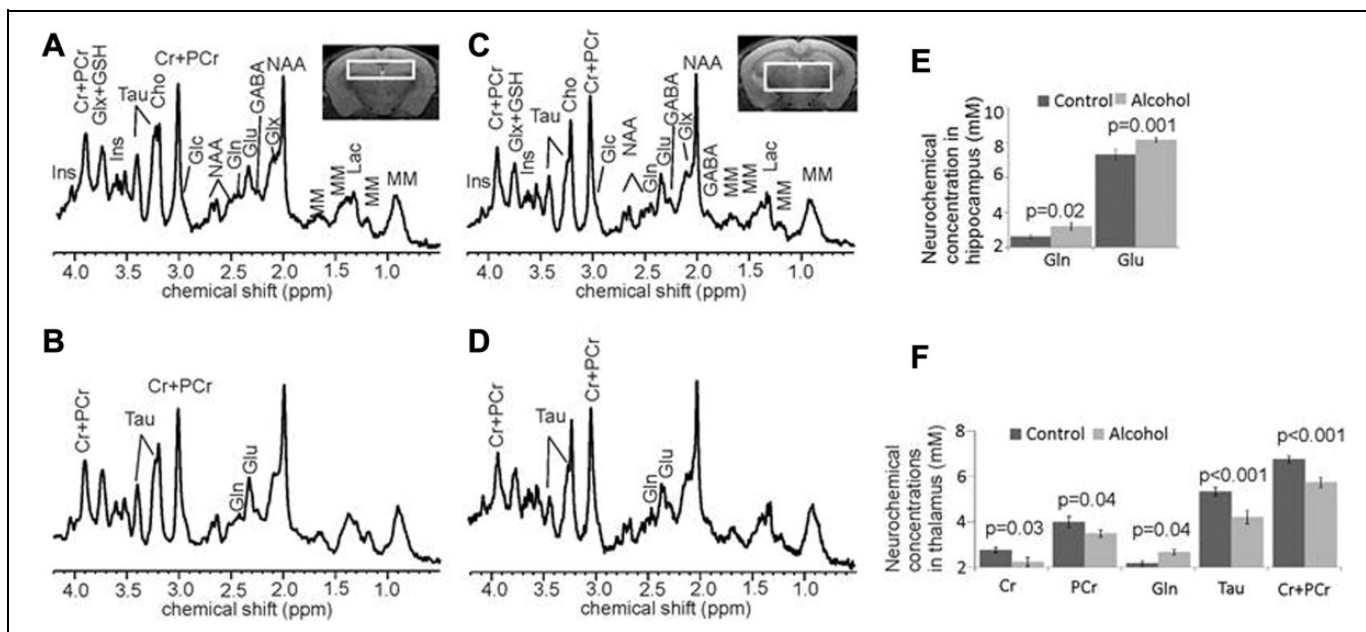 A
Cr+PCr
Glx+GSH
Ins
Ins
Tau
Cho
Cr+PCr
Glc
NAA
Gln
Glu
GABA
Glx
NAA
MM
MM
Lac
MM
MM
4.0 3.5 3.0 2.5 2.0 1.5 1.0
chemical shift (ppm)
C
Cr+PCr
Glx+GSH
Ins
Ins
Tau
Cho
Cr+PCr
Glc
NAA
Gln
Glu
GABA
Glx
NAA
GABA
MM
MM
Lac
MM
MM
4.0 3.5 3.0 2.5 2.0 1.5 1.0
chemical shift (ppm)
E
Neurochemical
concentration in
hippocampus (mM)
Control Alcohol
10
8
6
4
2
p=0.02
p=0.001
Gln Glu
B
Cr+PCr
Tau
Cr+PCr
Gln
Glu
4.0 3.5 3.0 2.5 2.0 1.5 1.0
chemical shift (ppm)
D
Cr+PCr
Tau
Cr+PCr
Gln
Glu
4.0 3.5 3.0 2.5 2.0 1.5 1.0
chemical shift (ppm)
F
Neurochemical
concentrations
in thalamus (mM)
Control Alcohol
8
6
4
2
p=0.03
p=0.04
p=0.04
p<0.001
p<0.001
Cr PCr Gln Tau Cr+PCr